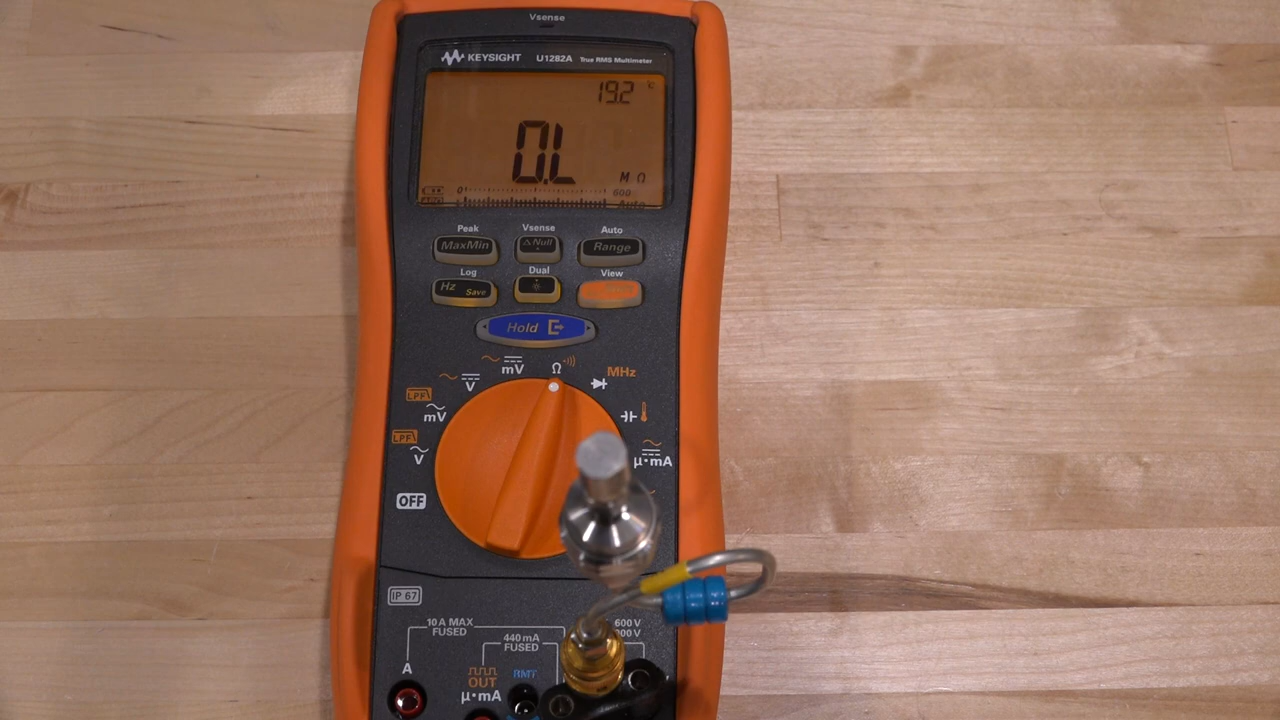 Vsense
KEYSIGHT U1282A True RMS Multimeter
19.2 °C
0.L
M Ω
0 600
Auto
Peak Vsense Auto
MaxMin Δ Null Range
Log Dual View
Hz Save
Hold
mV Ω MHz
V
LPF
mV
LPF
V μ•mA
OFF
IP 67
10 A MAX
FUSED
600 V
440 mA
FUSED
A
OUT RMT
μ•mA